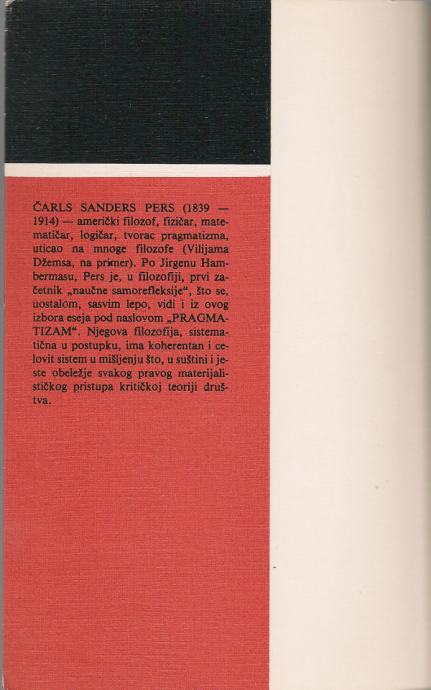 ČARLS SANDERS PERS (1839 —
1914) — američki filozof, fizičar, mate-
matičar, logičar, tvorac pragmatizma,
uticao na mnoge filozofe (Vilijama
Džemsa, na primer). Po Jirgenu Ham-
bermasu, Pers je, u filozofiji, prvi za-
četnik „naučne samorefleksije“, što se,
uostalom, sasvim lepo, vidi i iz ovog
izbora eseja pod naslovom „PRAGMA-
TIZAM“. Njegova filozofija, sistema-
tična u postupku, ima koherentan i ce-
lovit sistem u mišljenju što, u suštini i je-
ste obeležje svakog pravog materijali-
stičkog pristupa kritičkoj teoriji druš-
tva.